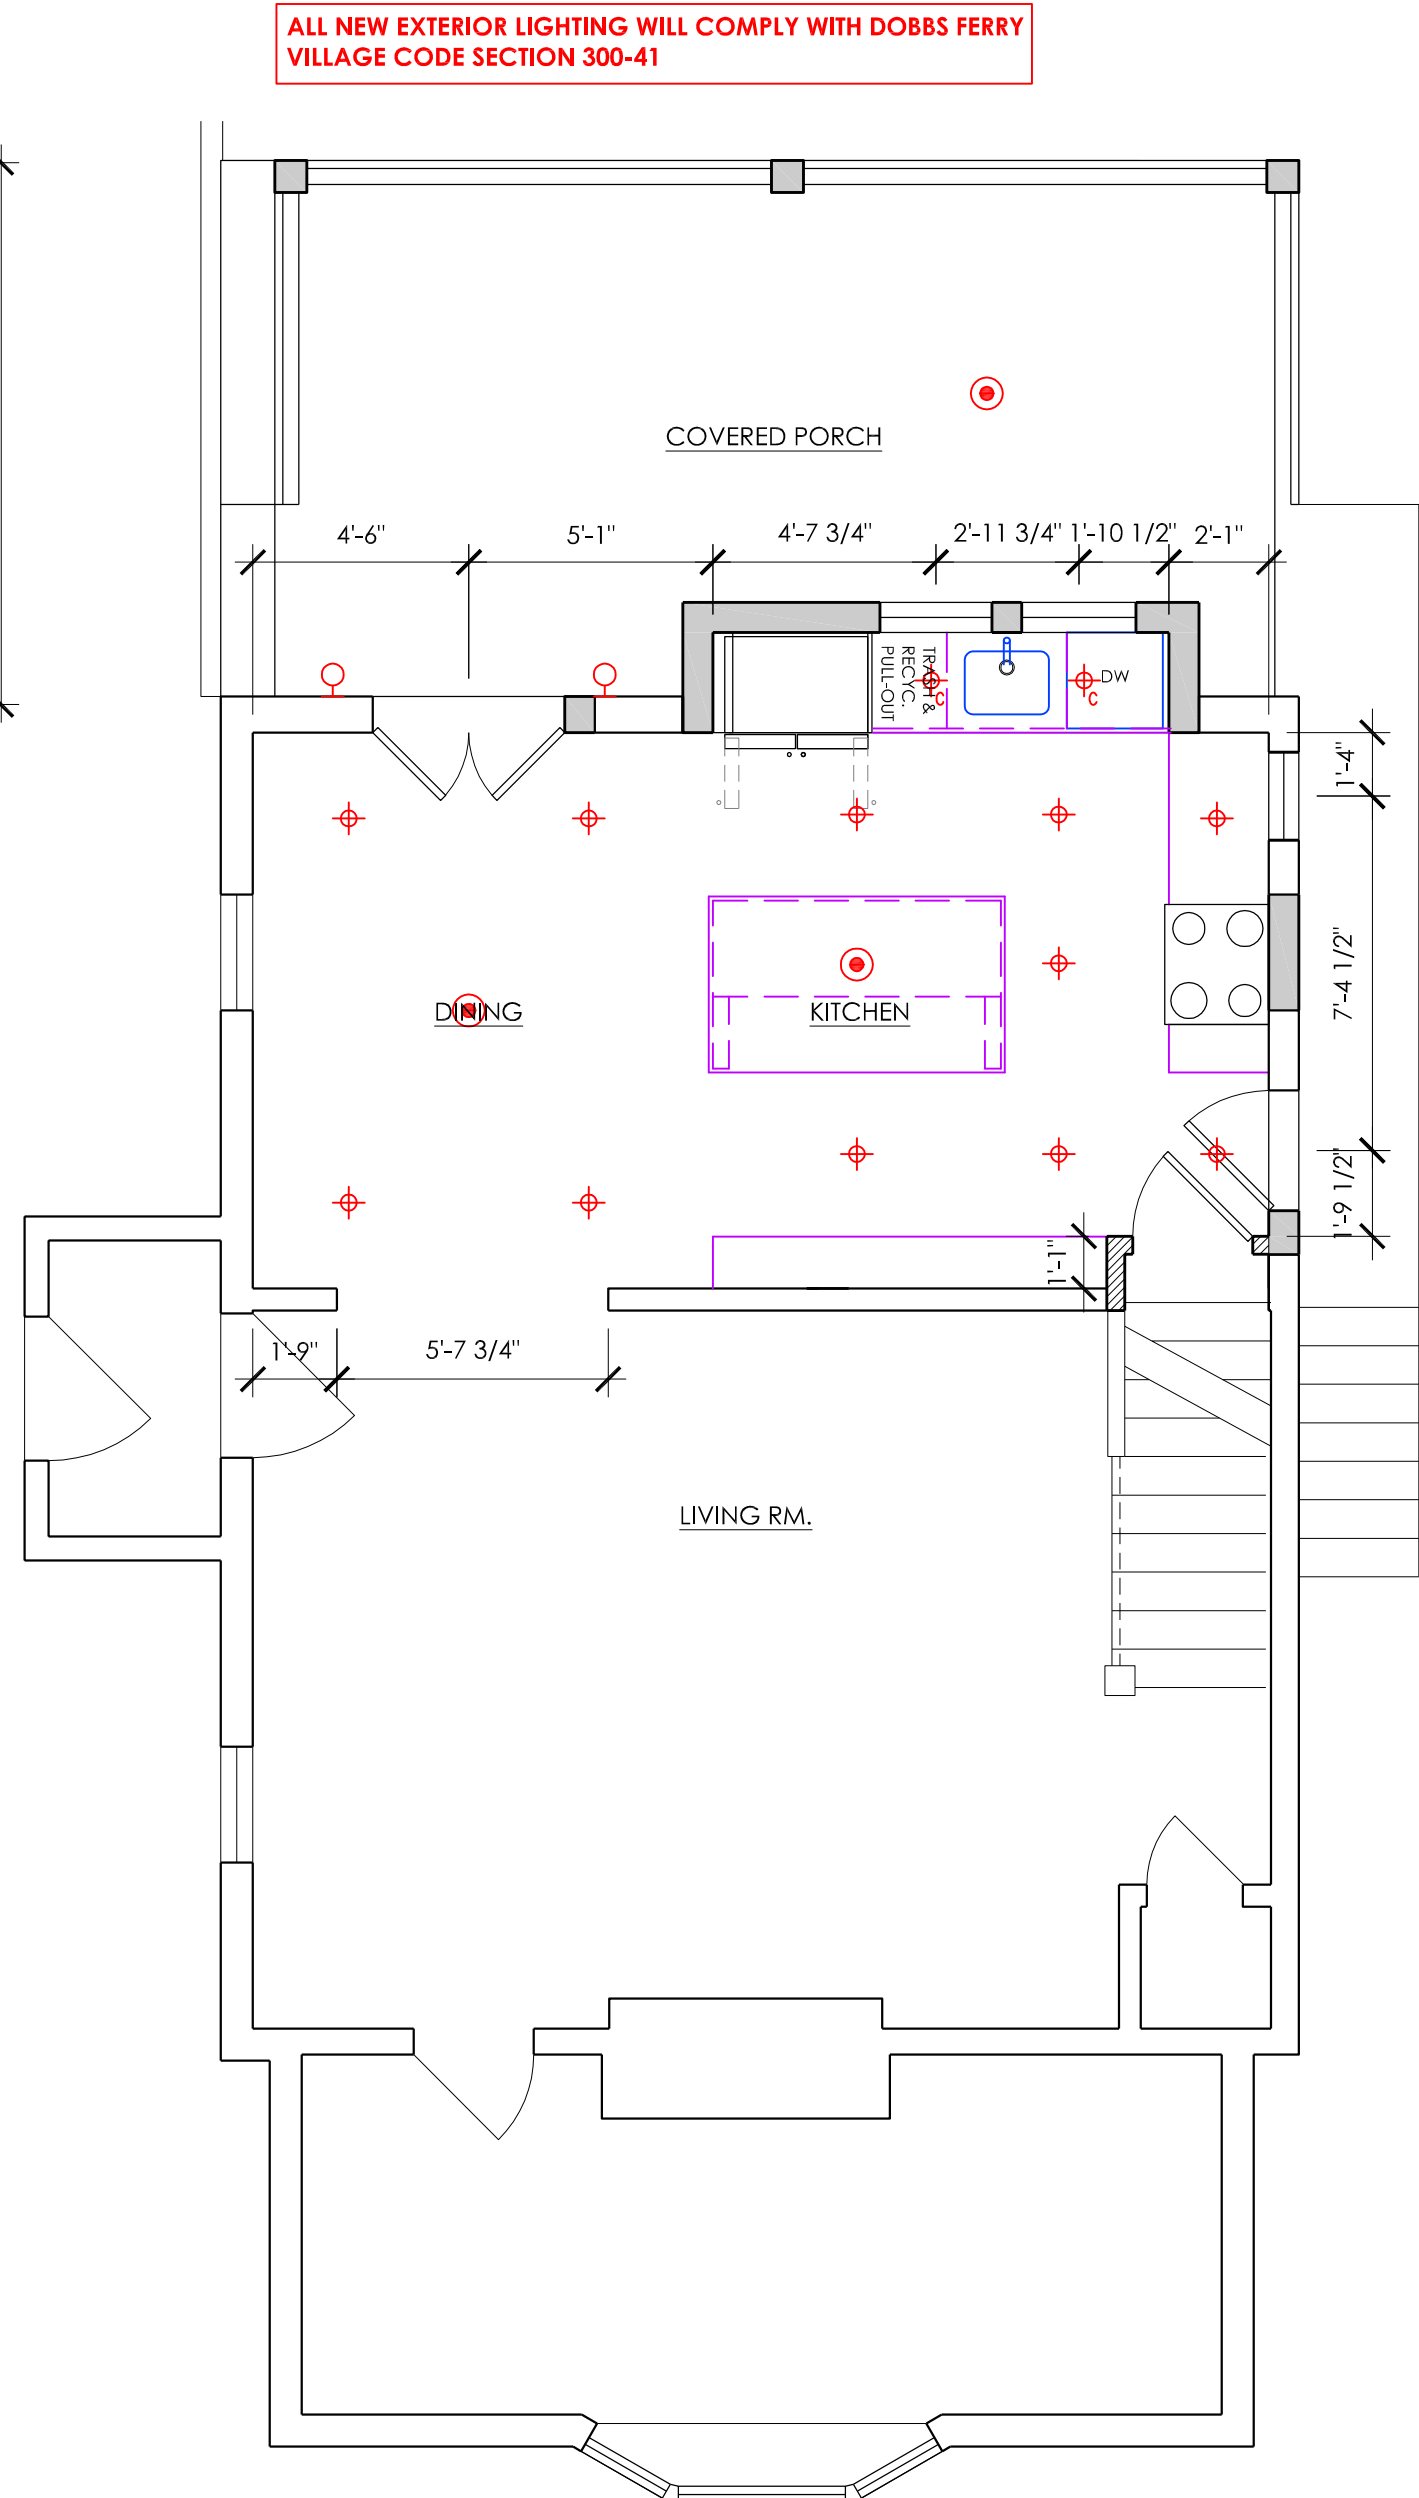 ALL NEW EXTERIOR LIGHTING WILL COMPLY WITH DOBBS FERRY
VILLAGE CODE SECTION 300-41
COVERED PORCH
4'-6"
5'-1"
4'-7 3/4"
2'-11 3/4"
1'-10 1/2"
2'-1"
TRASH &
RECYC.
PULL-OUT
C
C
DW
1'-4"
7'-4 1/2"
1'-9 1/2"
DINING
KITCHEN
1'-1"
1'-9"
5'-7 3/4"
LIVING RM.